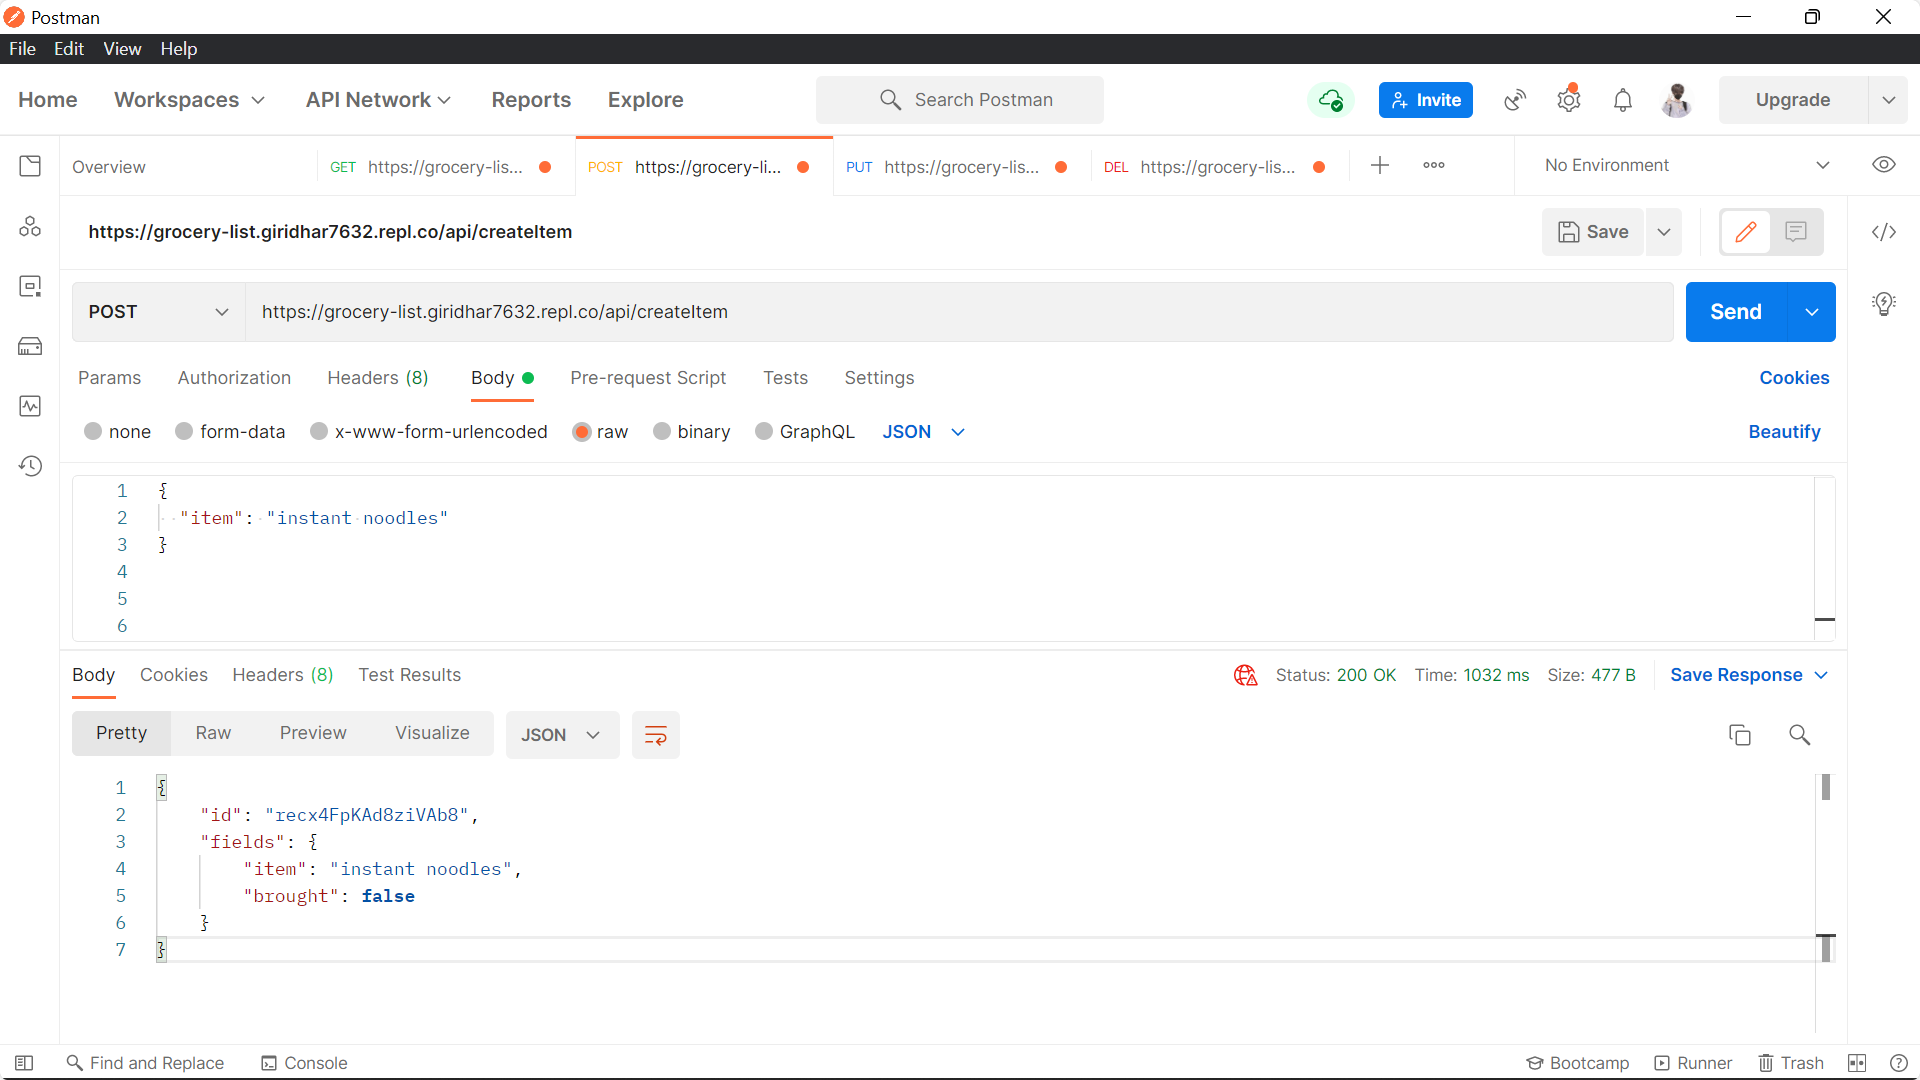 Postman
File Edit View Help
Home Workspaces API Network Reports Explore Search Postman Invite Upgrade
Overview GET https://grocery-lis... POST https://grocery-li... PUT https://grocery-lis... DEL https://grocery-lis... No Environment
https://grocery-list.giridhar7632.repl.co/api/createItem Save
POST https://grocery-list.giridhar7632.repl.co/api/createItem Send
Params Authorization Headers (8) Body Pre-request Script Tests Settings Cookies
none form-data x-www-form-urlencoded raw binary GraphQL JSON Beautify
1 {
2 "item": "instant noodles"
3 }
4
5
6
Body Cookies Headers (8) Test Results Status: 200 OK Time: 1032 ms Size: 477 B Save Response
Pretty Raw Preview Visualize JSON
1 {
2 "id": "recx4FpKAd8ziVAb8",
3 "fields": {
4 "item": "instant noodles",
5 "brought": false
6 }
7 }
Find and Replace Console Bootcamp Runner Trash